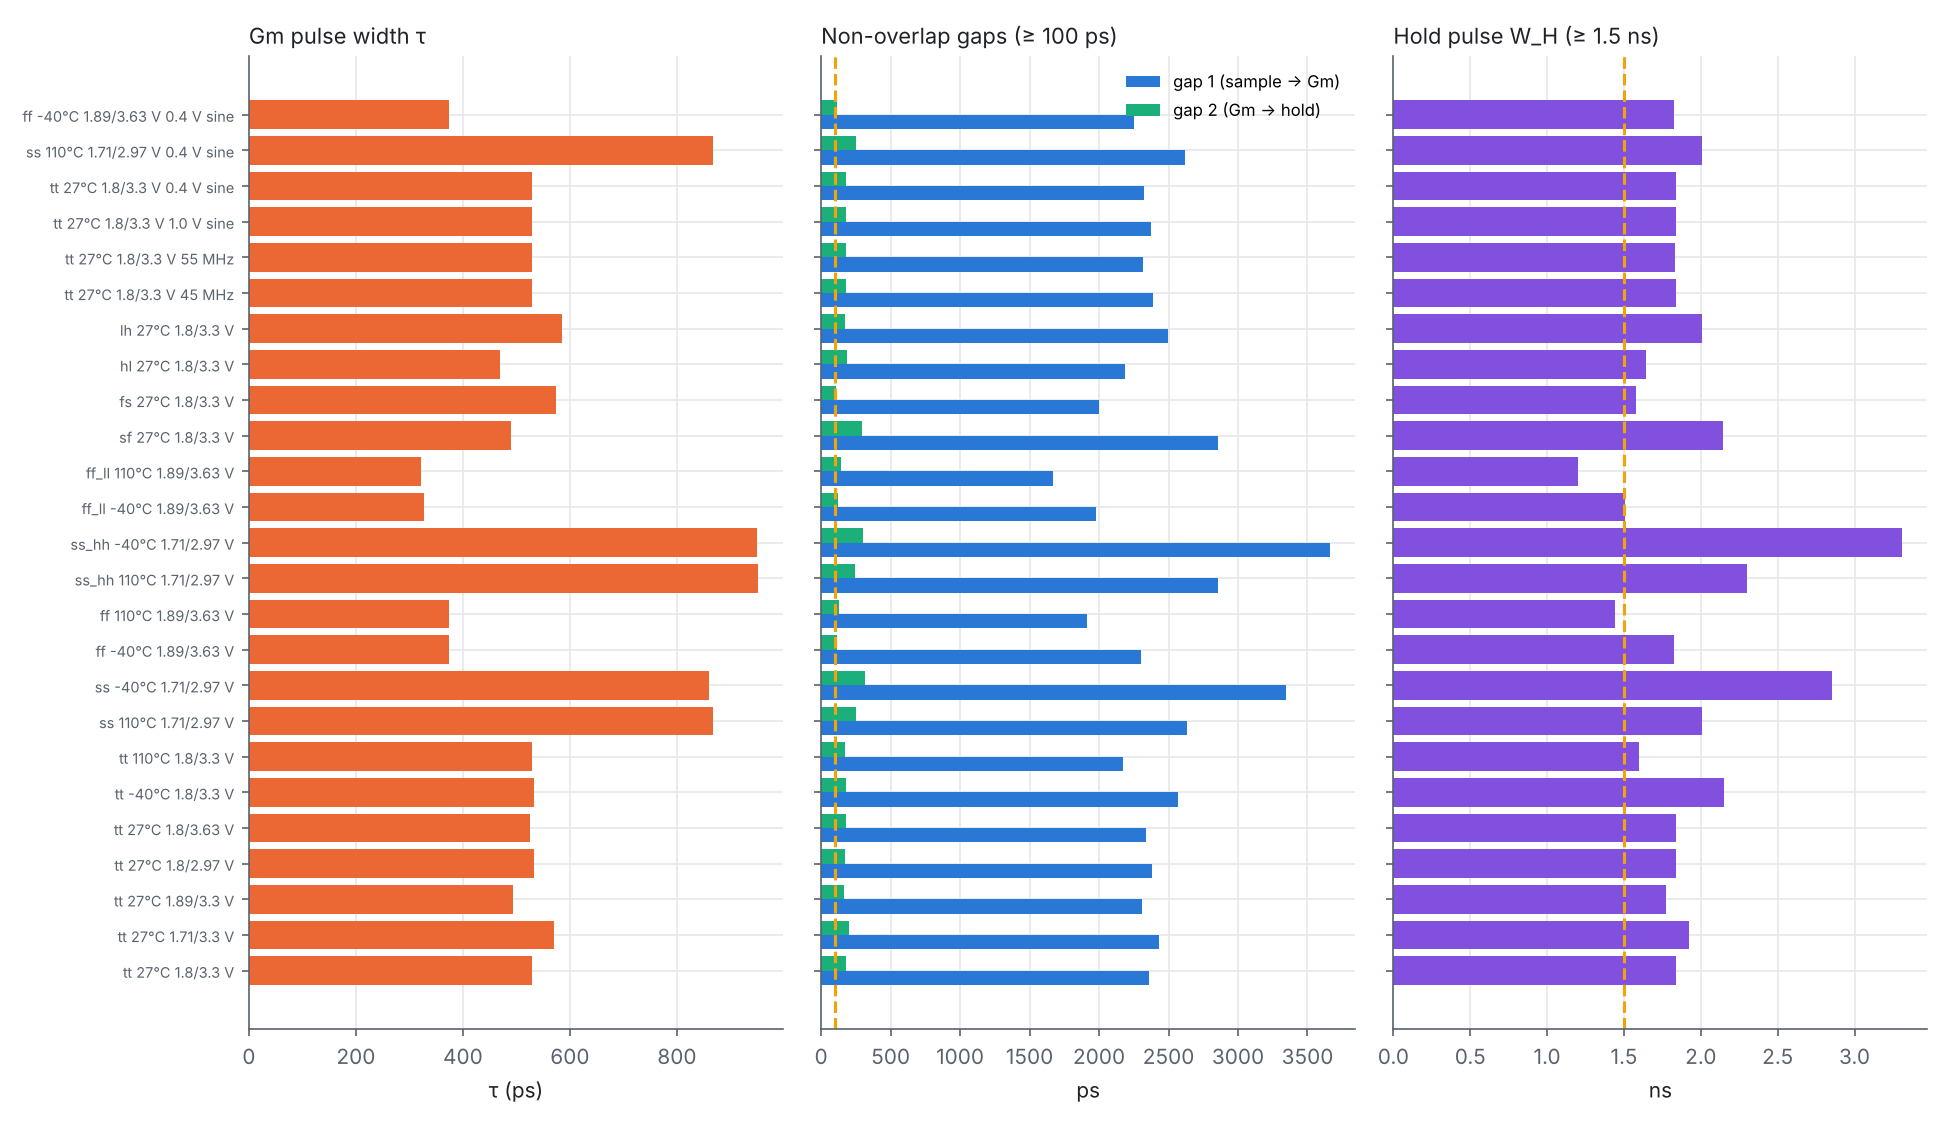 Gm pulse width τ
Non-overlap gaps (≥ 100 ps)
Hold pulse W_H (≥ 1.5 ns)
gap 1 (sample → Gm)
gap 2 (Gm → hold)
ff -40°C 1.89/3.63 V 0.4 V sine
ss 110°C 1.71/2.97 V 0.4 V sine
tt 27°C 1.8/3.3 V 0.4 V sine
tt 27°C 1.8/3.3 V 1.0 V sine
tt 27°C 1.8/3.3 V 55 MHz
tt 27°C 1.8/3.3 V 45 MHz
lh 27°C 1.8/3.3 V
hl 27°C 1.8/3.3 V
fs 27°C 1.8/3.3 V
sf 27°C 1.8/3.3 V
ff_ll 110°C 1.89/3.63 V
ff_ll -40°C 1.89/3.63 V
ss_hh -40°C 1.71/2.97 V
ss_hh 110°C 1.71/2.97 V
ff 110°C 1.89/3.63 V
ff -40°C 1.89/3.63 V
ss -40°C 1.71/2.97 V
ss 110°C 1.71/2.97 V
tt 110°C 1.8/3.3 V
tt -40°C 1.8/3.3 V
tt 27°C 1.8/3.63 V
tt 27°C 1.8/2.97 V
tt 27°C 1.89/3.3 V
tt 27°C 1.71/3.3 V
tt 27°C 1.8/3.3 V
0 200 400 600 800
0 500 1000 1500 2000 2500 3000 3500
0.0 0.5 1.0 1.5 2.0 2.5 3.0
τ (ps)
ps
ns